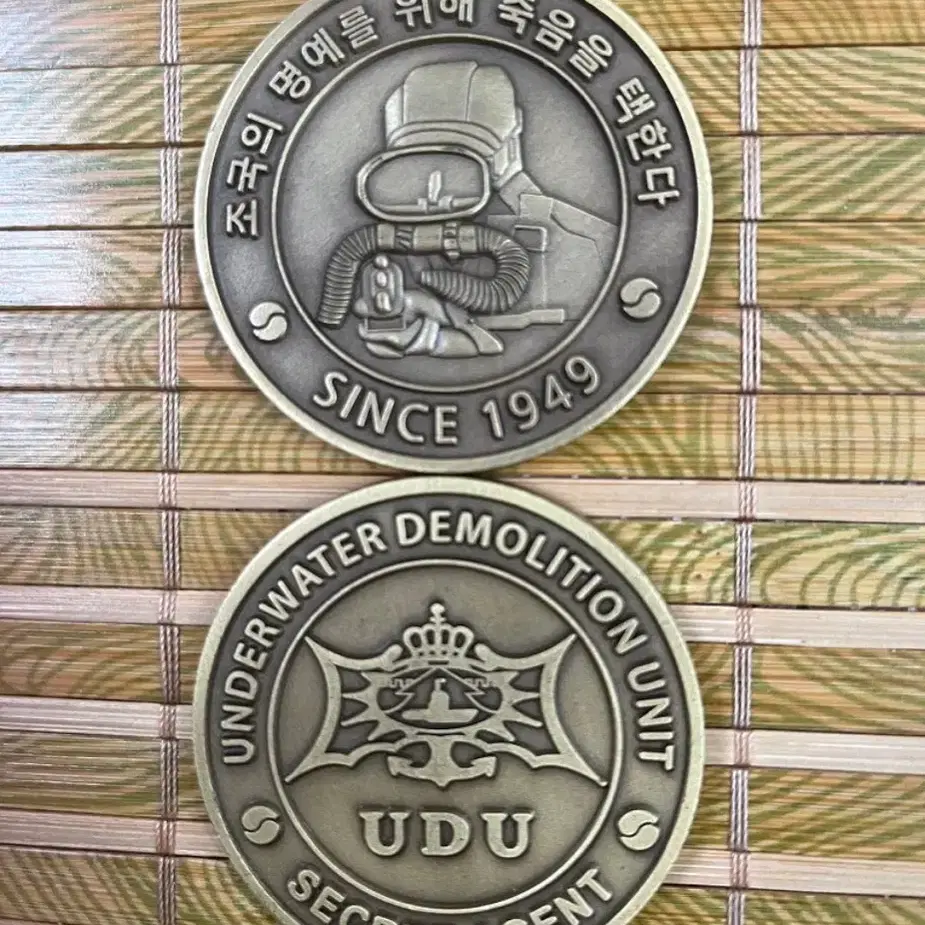 조국의 명예를 위해 죽음을 택한다
SINCE 1949
UNDERWATER DEMOLITION UNIT
UDU